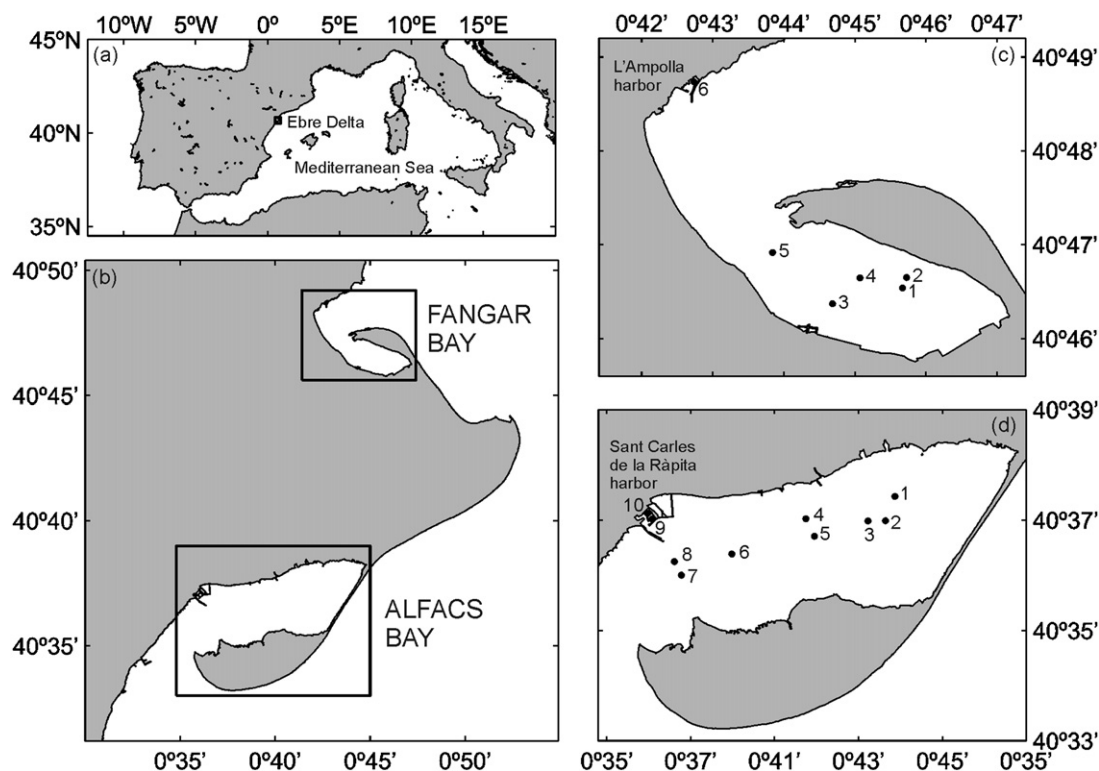 10ºW 5ºW 0º 5ºE 10ºE 15ºE
45ºN
40ºN
35ºN
(a)
Ebre Delta
Mediterranean Sea
40º50’
40º45’
40º40’
40º35’
(b)
FANGAR
BAY
ALFACS
BAY
0º35’ 0º40’ 0º45’ 0º50’
0º42’ 0º43’ 0º44’ 0º45’ 0º46’ 0º47’
(c)
40º49’
40º48’
40º47’
40º46’
L’Ampolla
harbor
6
5
4
2
1
3
(d)
40º39’
40º37’
40º35’
40º33’
Sant Carles
de la Ràpita
harbor
10
9
8
7
6
4
5
3
2
1
0º35’ 0º37’ 0º41’ 0º43’ 0º45’ 0º35’